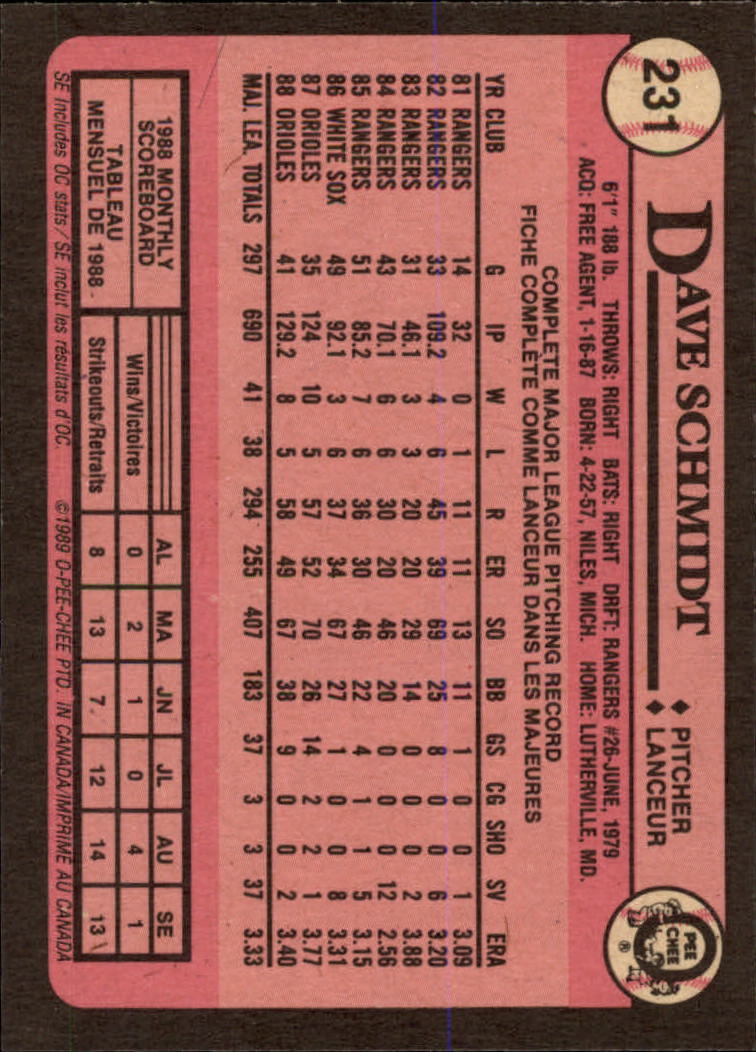 231
DAVE SCHMIDT
◆ PITCHER
◆ LANCEUR
O PEE CHEE ®
6'1" 188 lb. THROWS: RIGHT BATS: RIGHT DRFT: RANGERS #26-JUNE, 1979
ACQ: FREE AGENT, 1-16-87 BORN: 4-22-57, NILES, MICH. HOME: LUTHERVILLE, MD.
COMPLETE MAJOR LEAGUE PITCHING RECORD
FICHE COMPLÈTE COMME LANCEUR DANS LES MAJEURES
YR CLUB G IP W L R ER SO BB GS CG SHO SV ERA
81 RANGERS 14 32 0 1 11 11 13 11 1 0 0 1 3.09
82 RANGERS 33 109.2 4 6 45 39 69 25 8 0 0 6 3.20
83 RANGERS 31 46.1 3 3 20 20 29 14 0 0 0 2 3.88
84 RANGERS 43 70.1 6 6 30 20 46 20 0 0 0 12 2.56
85 RANGERS 51 85.2 7 6 36 30 46 22 4 1 1 5 3.15
86 WHITE SOX 49 92.1 3 6 37 34 67 27 1 0 0 8 3.31
87 ORIOLES 35 124 10 5 57 52 70 26 14 2 2 1 3.77
88 ORIOLES 41 129.2 8 5 58 49 67 38 9 0 0 2 3.40
MAJ. LEA. TOTALS 297 690 41 38 294 255 407 183 37 3 3 37 3.33
1988 MONTHLY SCOREBOARD
TABLEAU MENSUEL DE 1988
AL MA JN JL AU SE
Wins/Victoires 0 2 1 0 4 1
Strikeouts/Retraits 8 13 7 12 14 13
SE Includes OC stats / SE inclut les résultats d'OC. ©1989 O-PEE-CHEE PTD. IN CANADA/IMPRIMÉ AU CANADA